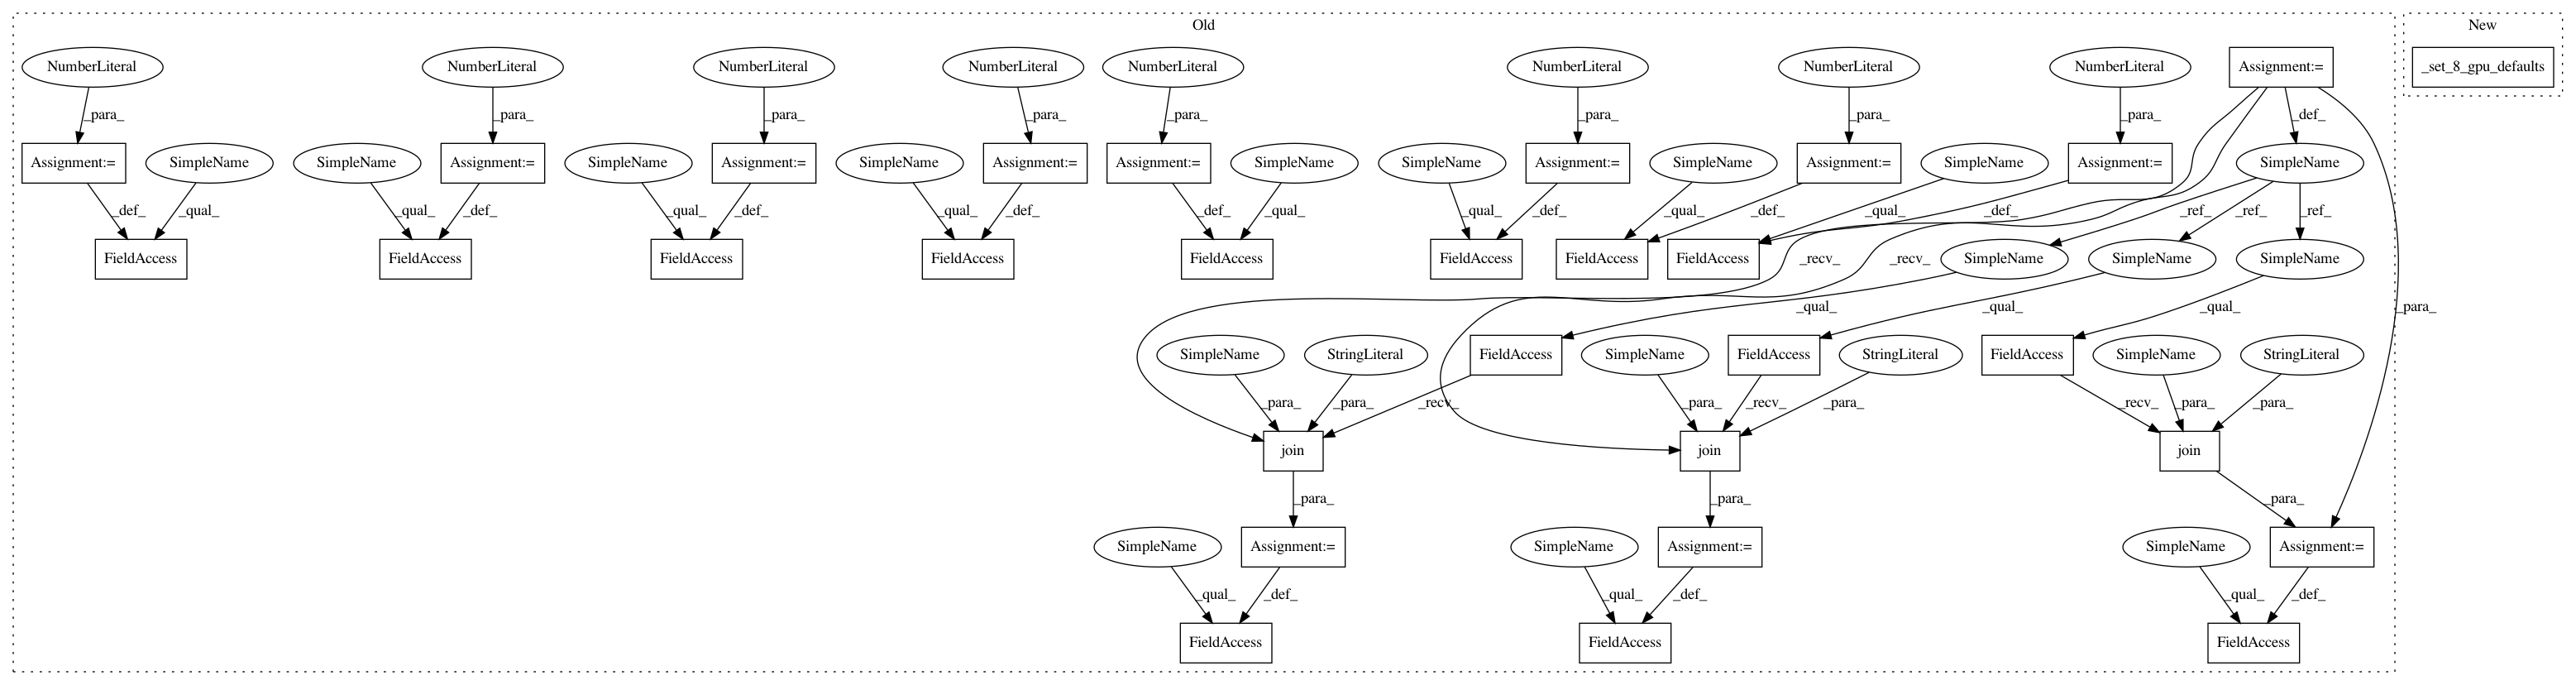 Old
New
NumberLiteral NumberLiteral NumberLiteral NumberLiteral NumberLiteral NumberLiteral NumberLiteral NumberLiteral Assignment:= _set_8_gpu_defaults
_para_ _para_ _para_ _para_ _para_ _para_ _para_ _para_ _def_
Assignment:= SimpleName SimpleName Assignment:= SimpleName Assignment:= SimpleName Assignment:= Assignment:= SimpleName SimpleName Assignment:= SimpleName Assignment:= SimpleName Assignment:= SimpleName
_def_ _qual_ _qual_ _def_ _qual_ _def_ _qual_ _def_ _def_ _qual_ _qual_ _def_ _qual_ _def_ _qual_ _def_ _ref_ _ref_ _ref_
FieldAccess FieldAccess FieldAccess FieldAccess FieldAccess FieldAccess FieldAccess FieldAccess _recv_ _recv_ SimpleName SimpleName SimpleName
_qual_ _qual_ _qual_ _para_
SimpleName StringLiteral FieldAccess SimpleName FieldAccess StringLiteral FieldAccess SimpleName StringLiteral
_para_ _para_ _recv_ _para_ _recv_ _para_ _recv_ _para_ _para_
join join join
_para_ _para_ _para_
SimpleName Assignment:= SimpleName Assignment:= SimpleName Assignment:=
_qual_ _def_ _qual_ _def_ _qual_ _def_
FieldAccess FieldAccess FieldAccess